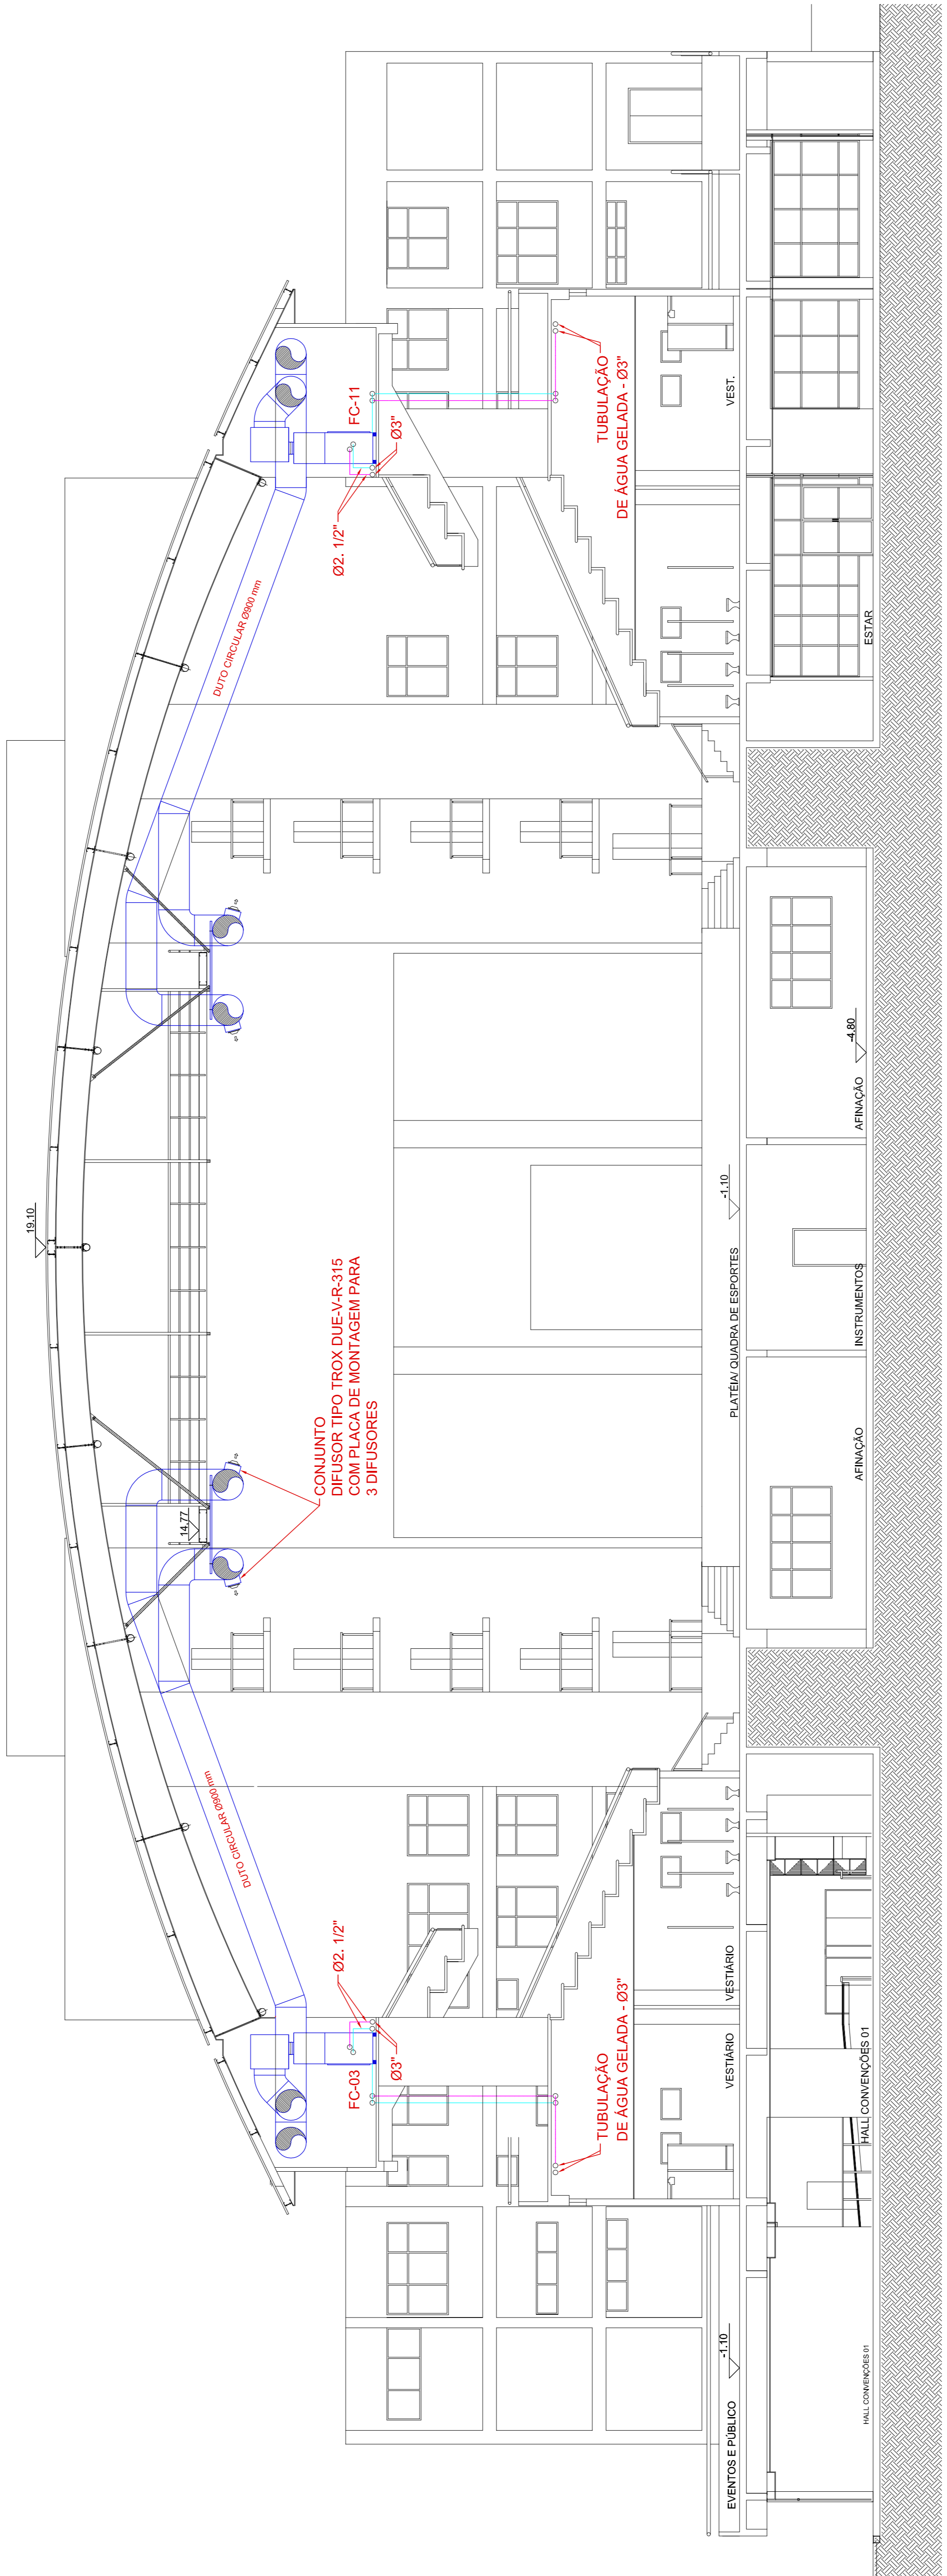 19.10
14.77
DUTO CIRCULAR Ø900 mm
DUTO CIRCULAR Ø900 mm
CONJUNTO
DIFUSOR TIPO TROX DUE-V-R-315
COM PLACA DE MONTAGEM PARA
3 DIFUSORES
FC-03
Ø2. 1/2"
Ø3"
Ø2. 1/2"
FC-11
Ø3"
TUBULAÇÃO
DE ÁGUA GELADA - Ø3"
TUBULAÇÃO
DE ÁGUA GELADA - Ø3"
EVENTOS E PÚBLICO
-1.10
VESTIÁRIO
VESTIÁRIO
PLATÉIA/ QUADRA DE ESPORTES
-1.10
VEST.
HALL CONVENÇÕES 01
HALL CONVENÇÕES 01
AFINAÇÃO
INSTRUMENTOS
AFINAÇÃO
-4.80
ESTAR